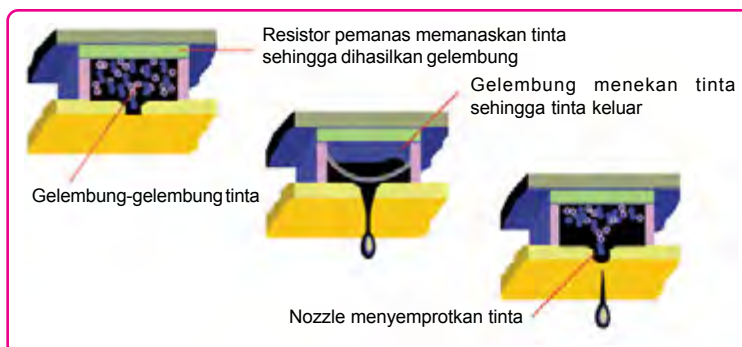 Resistor pemanas memanaskan tinta
sehingga dihasilkan gelembung
Gelembung menekan tinta
sehingga tinta keluar
Gelembung-gelembung tinta
Nozzle menyemprotkan tinta